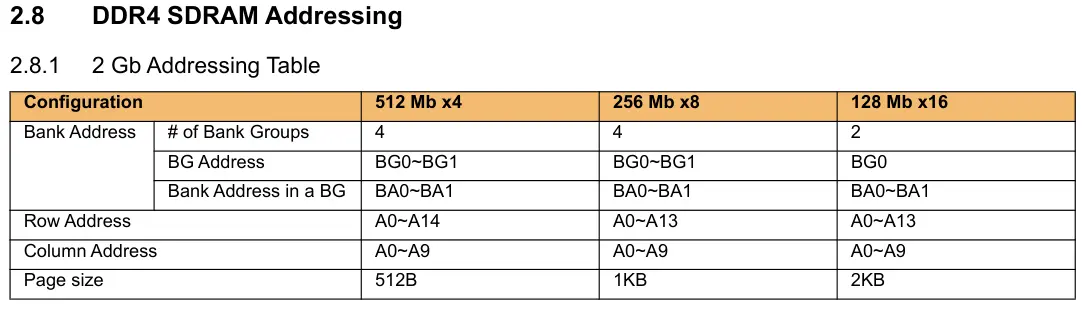 2.8 DDR4 SDRAM Addressing
2.8.1 2 Gb Addressing Table
Configuration 512 Mb x4 256 Mb x8 128 Mb x16
Bank Address # of Bank Groups 4 4 2
BG Address BG0~BG1 BG0~BG1 BG0
Bank Address in a BG BA0~BA1 BA0~BA1 BA0~BA1
Row Address A0~A14 A0~A13 A0~A13
Column Address A0~A9 A0~A9 A0~A9
Page size 512B 1KB 2KB